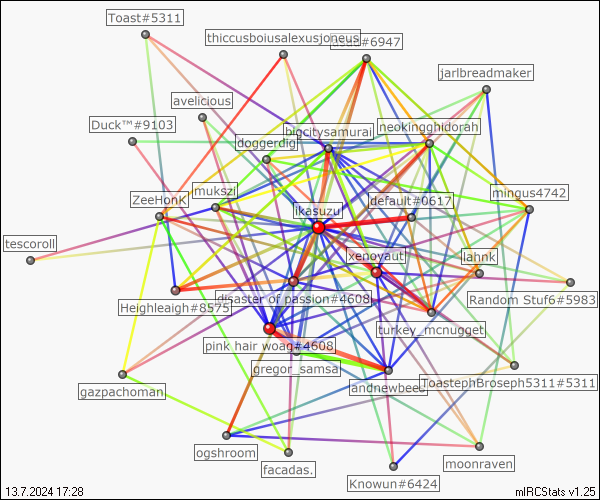 Toast#5311
thiccusboiusalexusjoneus
#6947
jarlbreadmaker
avelicious
Duck™#9103
bigcitysamurai
neokingghidorah
doggerdig
mukszi
mingus4742
ZeeHonK
default#0617
ikasuzu
tescoroll
xenoyaut
lahnk
disaster of passion#4608
Random Stuf6#5983
Heighleaigh#8575
turkey_mcnugget
pink hair woag#4608
gregor_samsa
ToastephBroseph5311#5311
andnewbees
gazpachoman
ogshroom
facadas.
moonraven
Knowun#6424
13.7.2024 17:28
mIRCStats v1.25